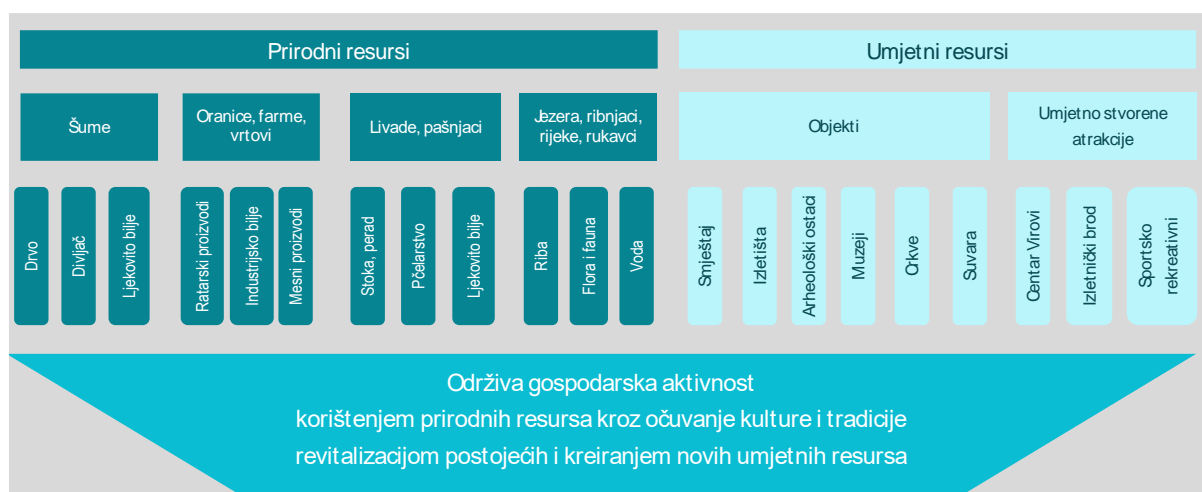 Prirodni resursi
Umjetni resursi
Šume
Oranice, farme,
vrtovi
Livade, pašnjaci
Jezera, ribnjaci,
rijeke, rukavci
Objekti
Umjetno stvorene
atrakcije
Drvo
Divljač
Ljekovito bilje
Ratarski proizvodi
Industrijsko bilje
Mesni proizvodi
Stoka, perad
Pčelarstvo
Ljekovito bilje
Riba
Flora i fauna
Voda
Smještaj
Izletišta
Arheološki ostaci
Muzeji
Crkve
Suvara
Centar Virovi
Izletnički brod
Sportsko
rekreativni
Održiva gospodarska aktivnost
korištenjem prirodnih resursa kroz očuvanje kulture i tradicije
revitalizacijom postojećih i kreiranjem novih umjetnih resursa